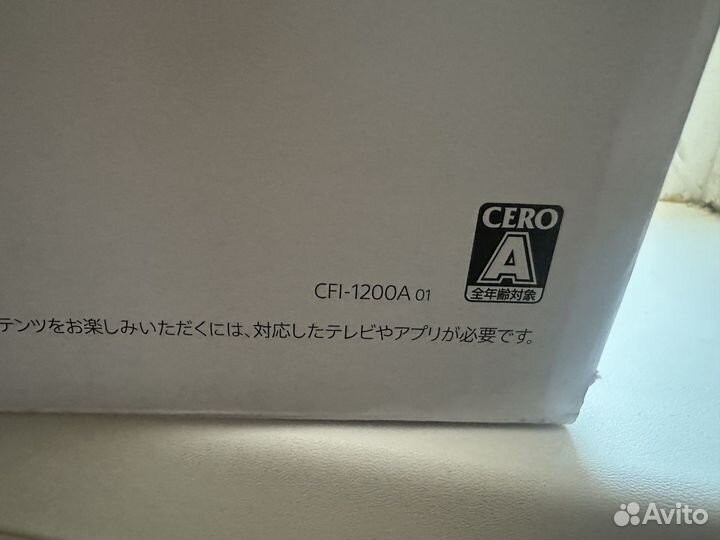 CERO
A
全年齢対象
CFI-1200A 01
テンツをお楽しみいただくには、対応したテレビやアプリが必要です。
Avito